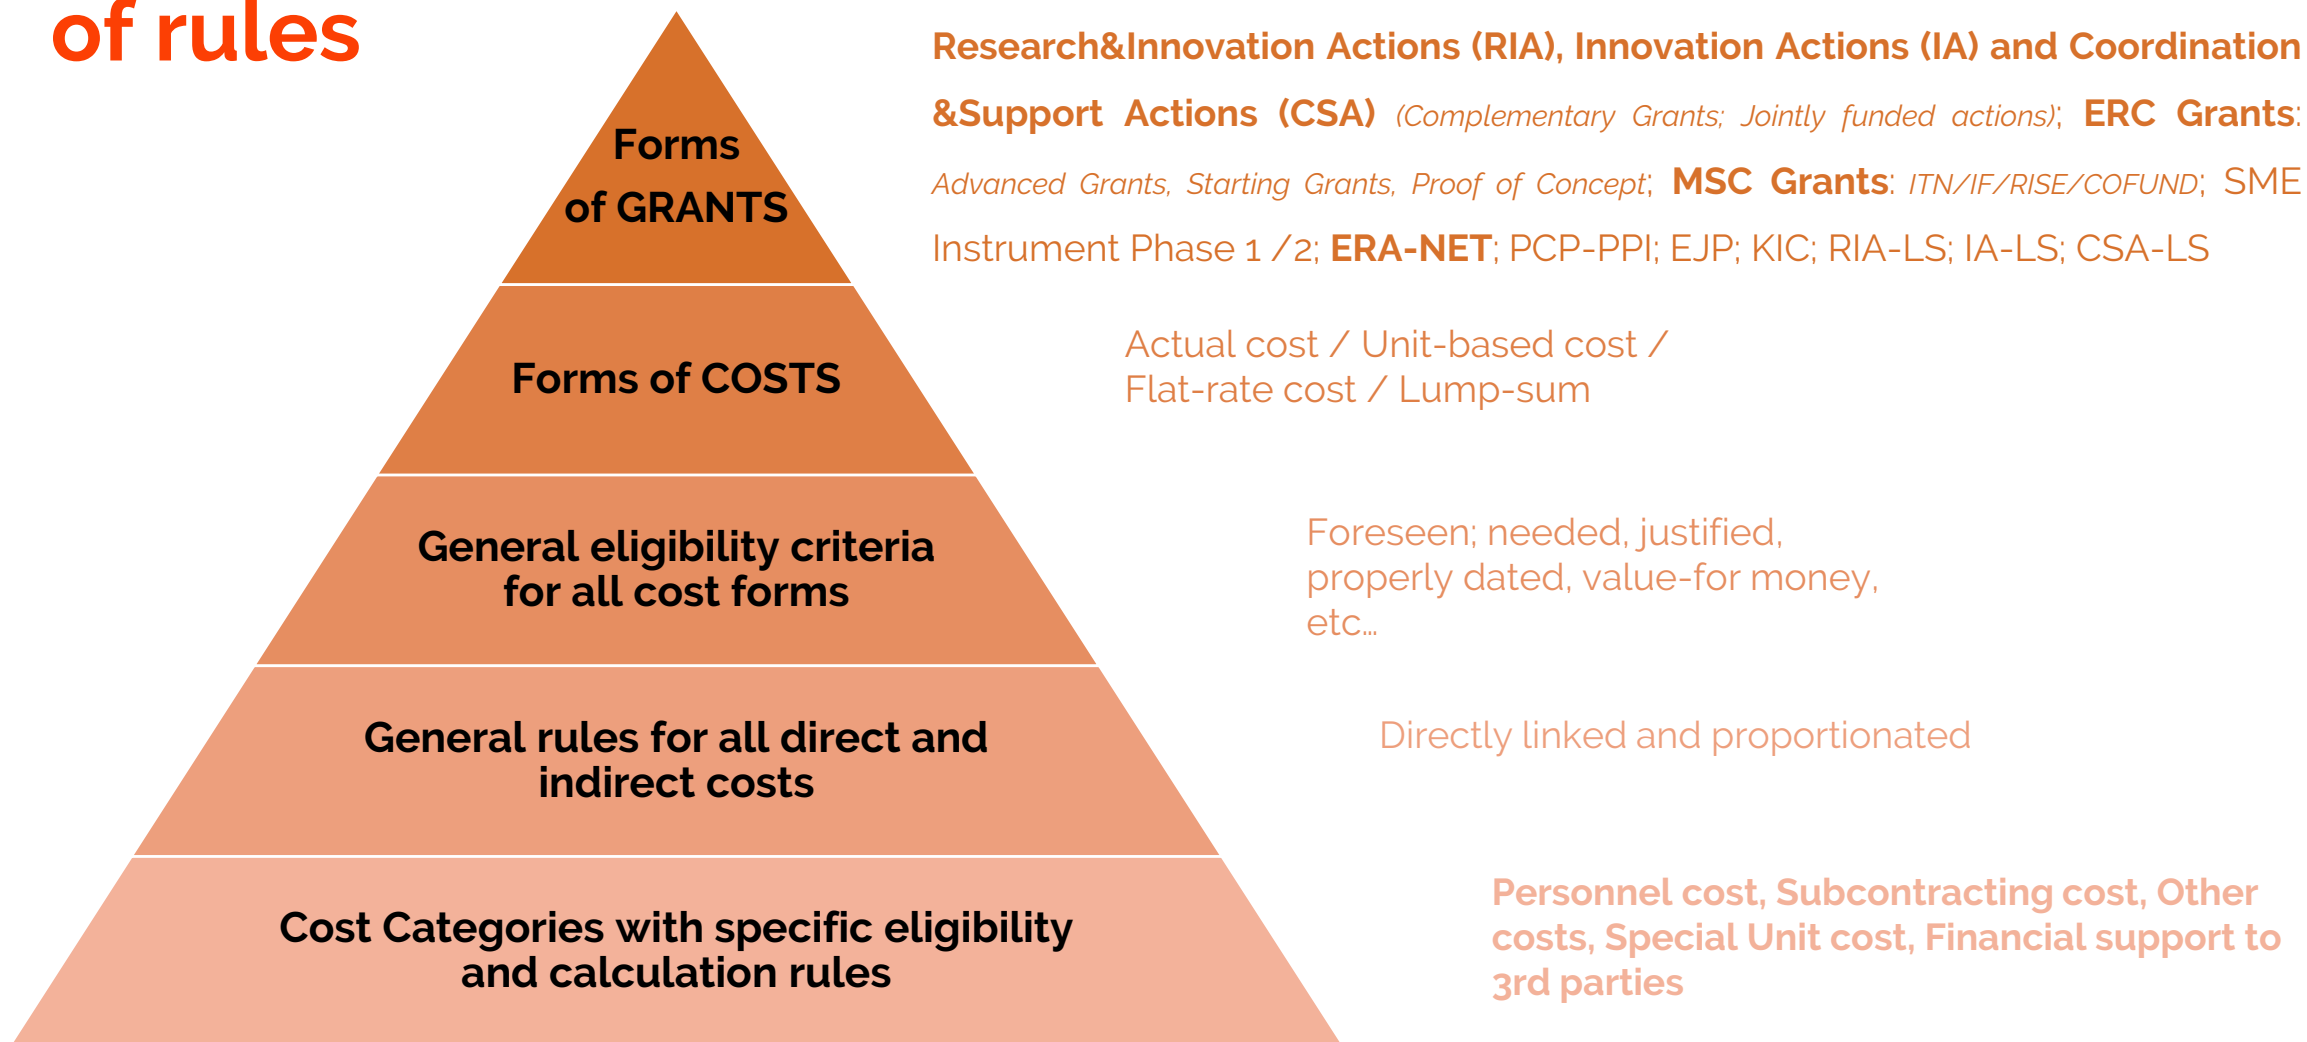 of rules
Forms
of GRANTS
Research&Innovation Actions (RIA), Innovation Actions (IA) and Coordination
&Support Actions (CSA) (Complementary Grants; Jointly funded actions); ERC Grants:
Advanced Grants, Starting Grants, Proof of Concept; MSC Grants: ITN/IF/RISE/COFUND; SME
Instrument Phase 1 /2; ERA-NET; PCP-PPI; EJP; KIC; RIA-LS; IA-LS; CSA-LS
Forms of COSTS
Actual cost / Unit-based cost /
Flat-rate cost / Lump-sum
General eligibility criteria
for all cost forms
Foreseen; needed, justified,
properly dated, value-for money,
etc…
General rules for all direct and
indirect costs
Directly linked and proportionated
Cost Categories with specific eligibility
and calculation rules
Personnel cost, Subcontracting cost, Other
costs, Special Unit cost, Financial support to
3rd parties